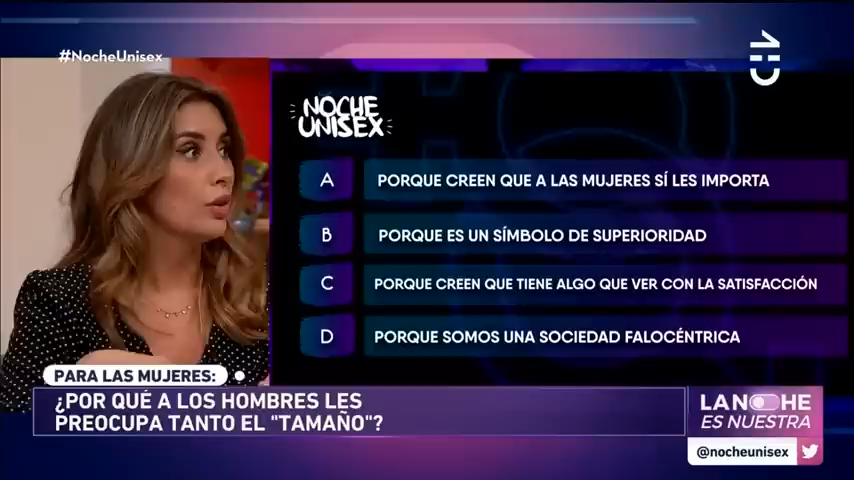 #NocheUnisex
NOCHE
UNISEX
A PORQUE CREEN QUE A LAS MUJERES SÍ LES IMPORTA
B PORQUE ES UN SÍMBOLO DE SUPERIORIDAD
C PORQUE CREEN QUE TIENE ALGO QUE VER CON LA SATISFACCIÓN
D PORQUE SOMOS UNA SOCIEDAD FALOCÉNTRICA
PARA LAS MUJERES:
¿POR QUÉ A LOS HOMBRES LES
PREOCUPA TANTO EL "TAMAÑO"?
LA NOCHE
ES NUESTRA
@nocheunisex